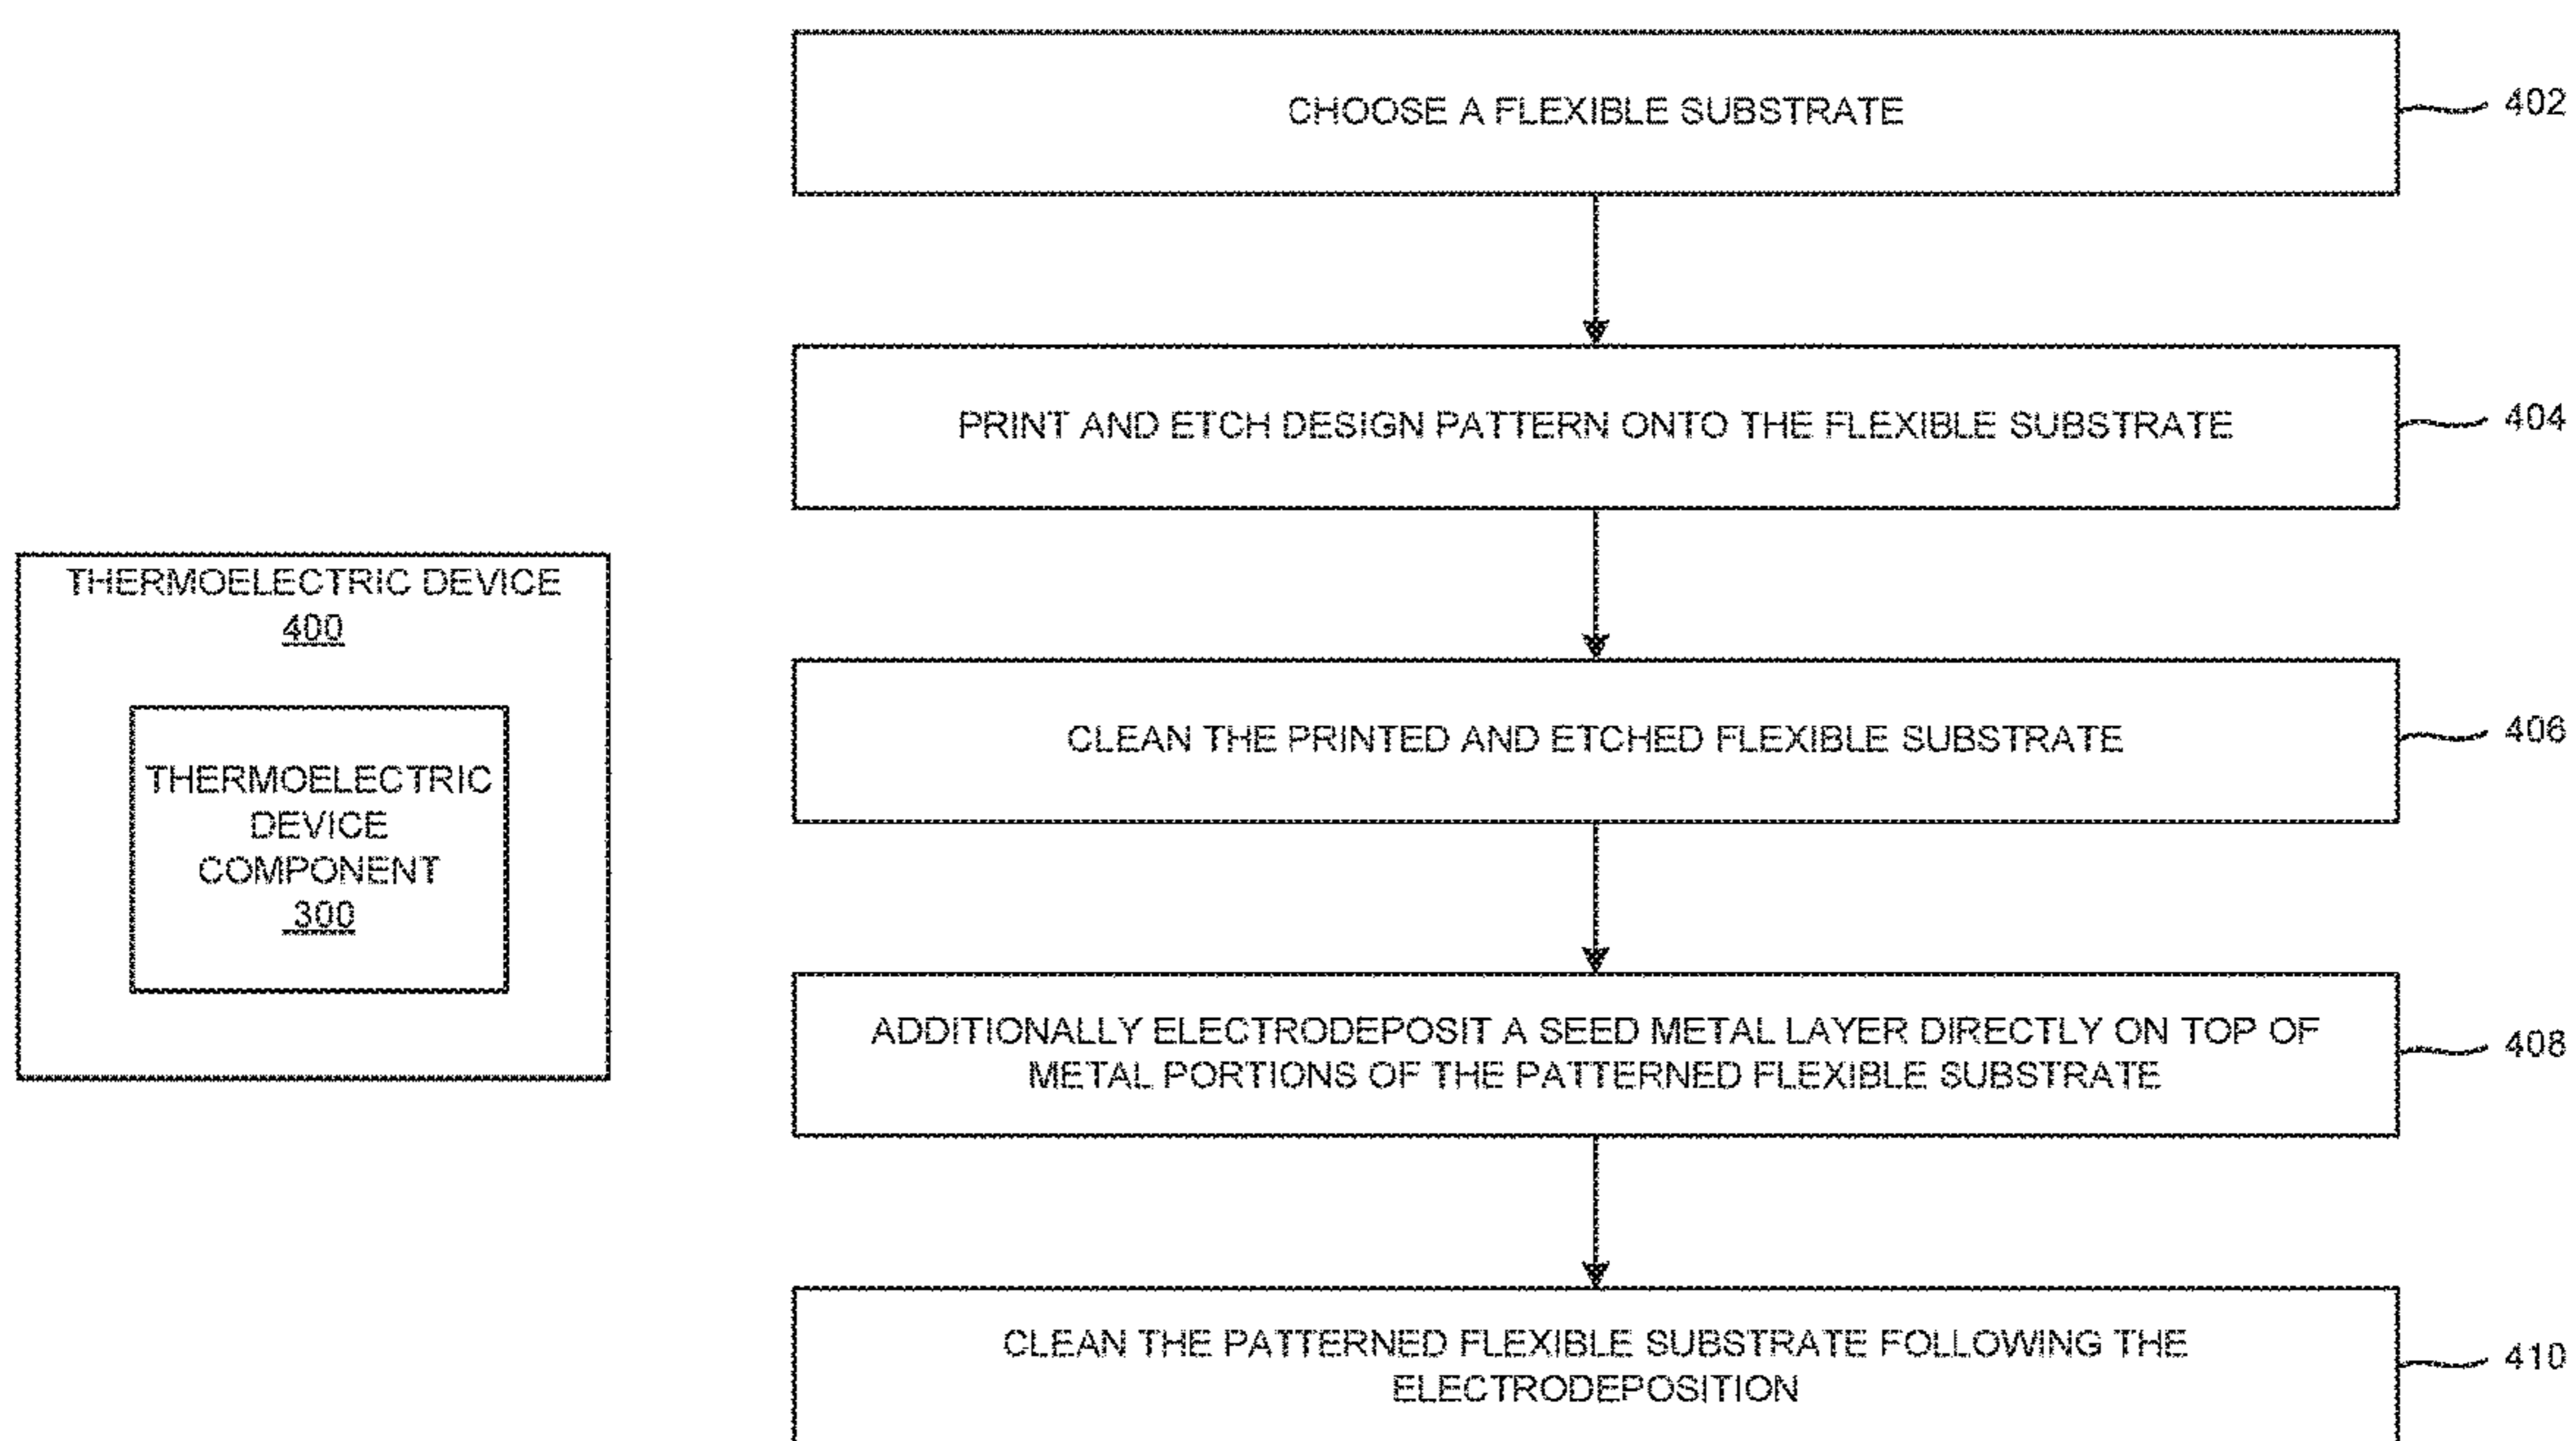 CHOOSE A FLEXIBLE SUBSTRATE
402
PRINT AND ETCH DESIGN PATTERN ONTO THE FLEXIBLE SUBSTRATE
404
THERMOELECTRIC DEVICE
400
THERMOELECTRIC
DEVICE
COMPONENT
300
CLEAN THE PRINTED AND ETCHED FLEXIBLE SUBSTRATE
406
ADDITIONALLY ELECTRODEPOSIT A SEED METAL LAYER DIRECTLY ON TOP OF
METAL PORTIONS OF THE PATTERNED FLEXIBLE SUBSTRATE
408
CLEAN THE PATTERNED FLEXIBLE SUBSTRATE FOLLOWING THE
ELECTRODEPOSITION
410